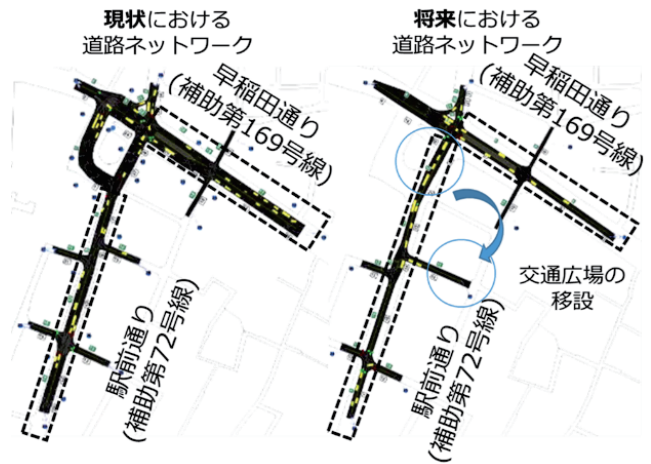 現状における
道路ネットワーク
早稲田通り
(補助第169号線)
駅前通り
(補助第72号線)
将来における
道路ネットワーク
早稲田通り
(補助第169号線)
交通広場の
移設
駅前通り
(補助第72号線)